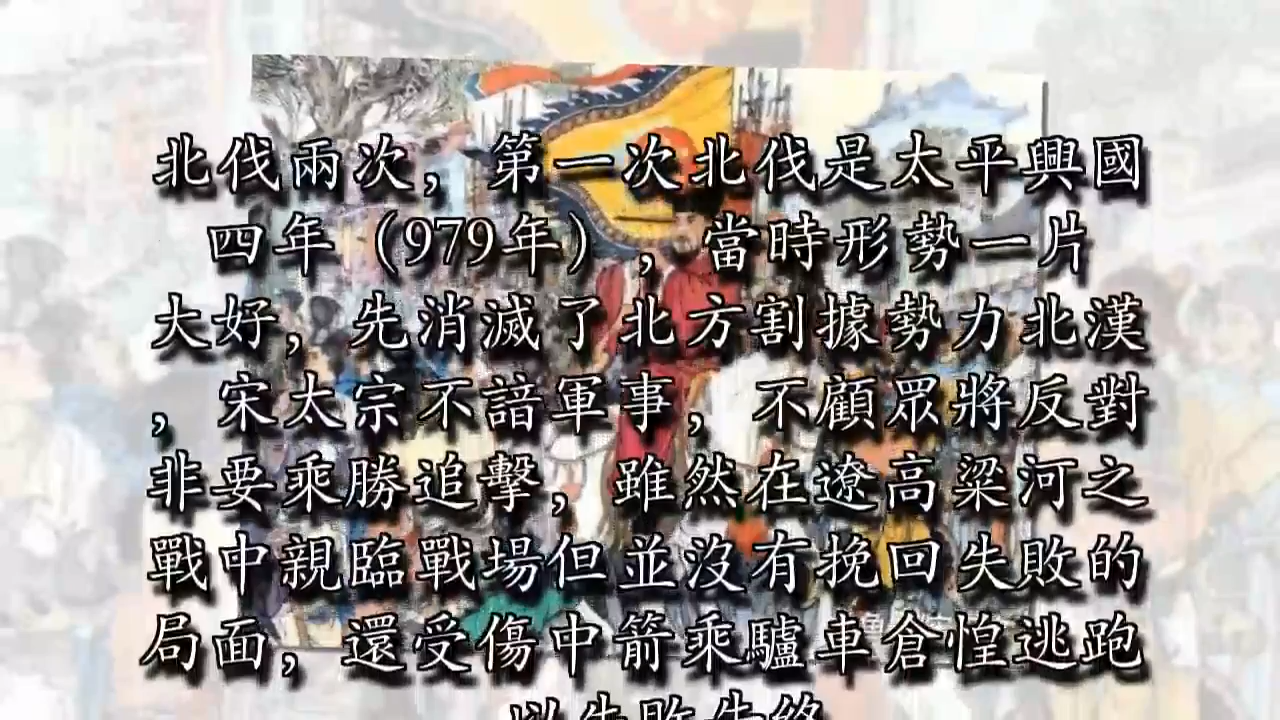 北伐兩次，第一次北伐是太平興國
四年（979年），當時形勢一片
大好，先消滅了北方割據勢力北漢
，宋太宗不諳軍事，不顧眾將反對
非要乘勝追擊，雖然在遼高梁河之
戰中親臨戰場但並沒有挽回失敗的
局面，還受傷中箭乘驢車倉惶逃跑
以失敗告終